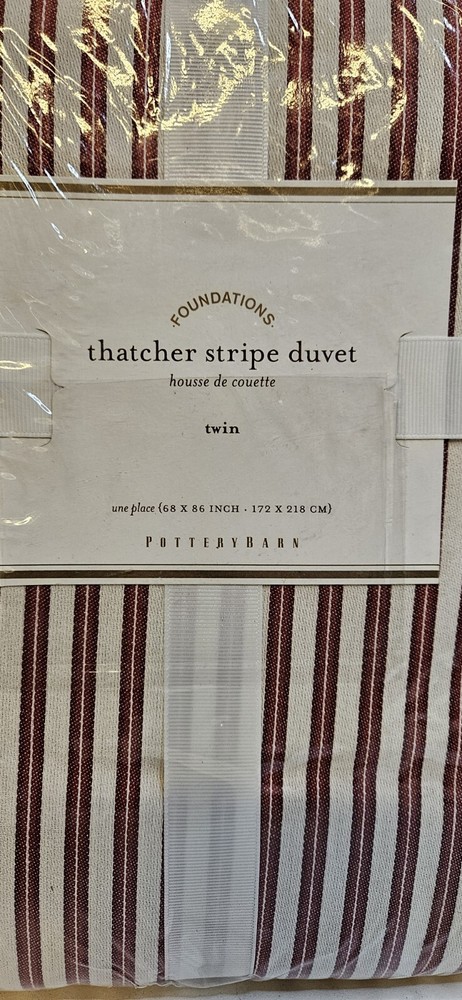 ·FOUNDATIONS·
thatcher stripe duvet
housse de couette
twin
une place (68 X 86 INCH · 172 X 218 CM)
POTTERYBARN